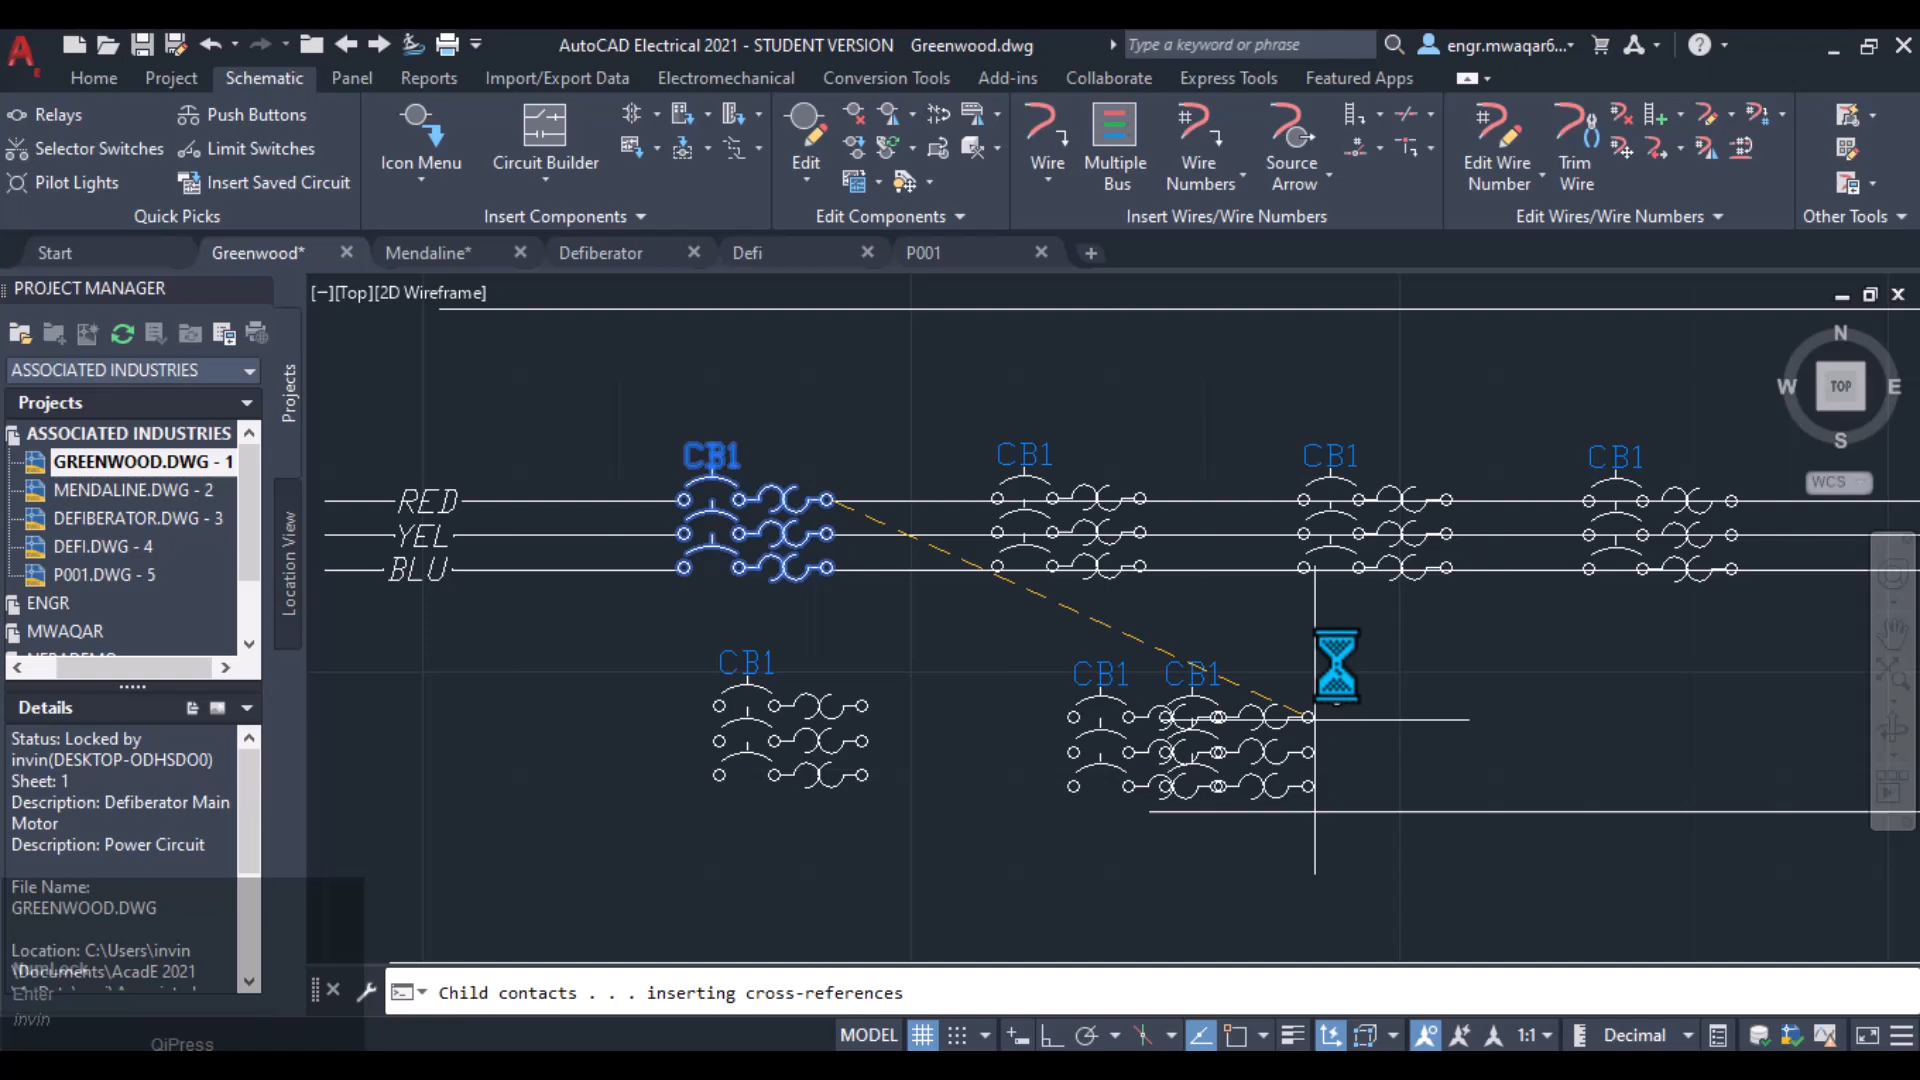 AutoCAD Electrical 2021 - STUDENT VERSION Greenwood.dwg
Type a keyword or phrase
engr.mwaqar6...
Home Project Schematic Panel Reports Import/Export Data Electromechanical Conversion Tools Add-ins Collaborate Express Tools Featured Apps
Relays Push Buttons
Selector Switches Limit Switches
Pilot Lights Insert Saved Circuit
Quick Picks
Icon Menu Circuit Builder
Insert Components
Edit
Edit Components
Wire Multiple Bus Wire Numbers Source Arrow
Insert Wires/Wire Numbers
Edit Wire Number Trim Wire
Edit Wires/Wire Numbers
Other Tools
Start Greenwood* Mendaline* Defiberator Defi P001
PROJECT MANAGER
ASSOCIATED INDUSTRIES
Projects
ASSOCIATED INDUSTRIES
GREENWOOD.DWG - 1
MENDALINE.DWG - 2
DEFIBERATOR.DWG - 3
DEFI.DWG - 4
P001.DWG - 5
ENGR
MWAQAR
Projects
Location View
Details
Status: Locked by
invin(DESKTOP-ODHSDO0)
Sheet: 1
Description: Defiberator Main
Motor
Description: Power Circuit
File Name:
GREENWOOD.DWG
Location: C:\Users\invin
\Documents\AcadE 2021
NumLock
Enter
invin
QiPress
[−][Top][2D Wireframe]
N
W TOP E
S
WCS
CB1 CB1 CB1 CB1
RED
YEL
BLU
CB1 CB1 CB1
Child contacts . . . inserting cross-references
MODEL 1:1 Decimal